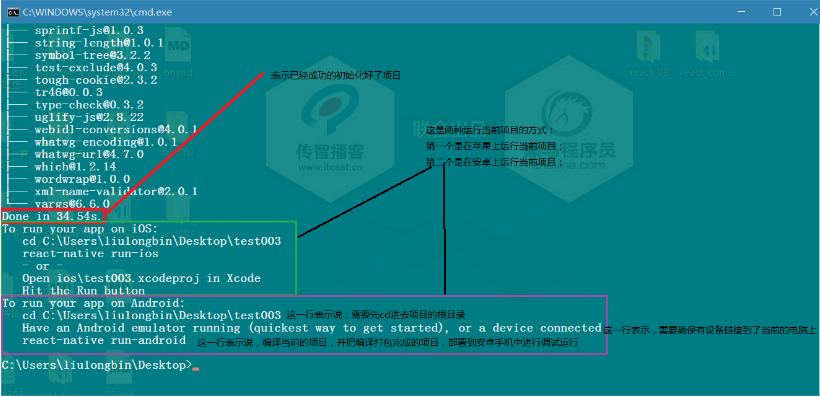 C:\WINDOWS\system32\cmd.exe
├── sprintf-js@1.0.3
├── string-length@1.0.1
├── symbol-tree@3.2.2
├── test-exclude@4.0.3
├── tough-cookie@2.3.2
├── tr46@0.0.3
├── type-check@0.3.2
├── uglify-js@2.8.22
├── webidl-conversions@4.0.1
├── whatwg-encoding@1.0.1
├── whatwg-url@4.7.0
├── which@1.2.14
├── wordwrap@1.0.0
├── xml-name-validator@2.0.1
└── yargs@6.6.0
表示已经成功的初始化好了项目
传智播客
www.itcast.cn
react_03
react_com...
这是两种运行当前项目的方式：
第一个是在苹果上运行当前项目；
第二个是在安卓上运行当前项目；
Done in 34.54s.
To run your app on iOS:
cd C:\Users\liulongbin\Desktop\test003
react-native run-ios
- or -
Open ios\test003.xcodeproj in Xcode
Hit the Run button
To run your app on Android:
cd C:\Users\liulongbin\Desktop\test003 这一行表示说：需要先cd进去项目的根目录
Have an Android emulator running (quickest way to get started), or a device connected 这一行表示，需要确保有设备链接到了当前的电脑上
react-native run-android 这一行表示说，编译当前的项目，并把编译打包完成的项目，部署到安卓手机中进行调试运行
C:\Users\liulongbin\Desktop>